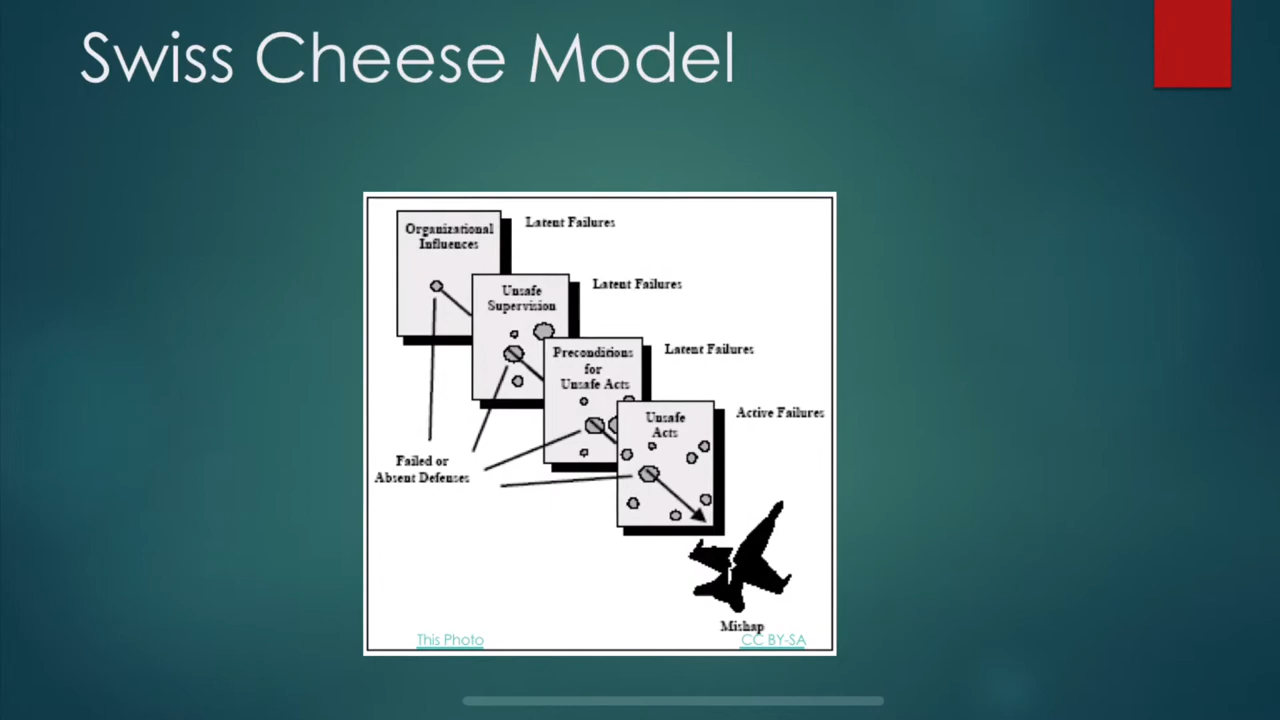 Swiss Cheese Model
Organizational
Influences
Latent Failures
Unsafe
Supervision
Latent Failures
Preconditions
for
Unsafe Acts
Latent Failures
Unsafe
Acts
Active Failures
Failed or
Absent Defenses
Mishap
This Photo
CC BY-SA